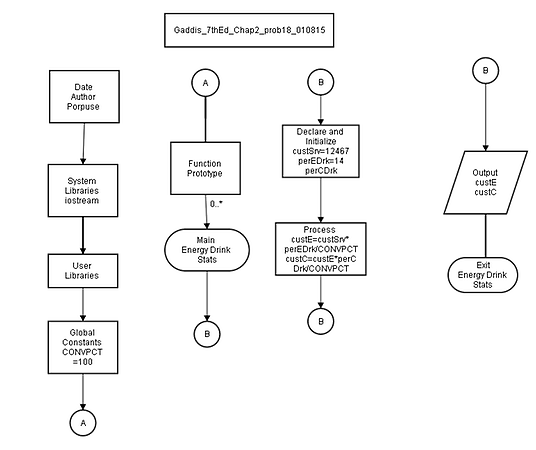 Gaddis_7thEd_Chap2_prob18_010815
Date
Author
Porpuse
System
Libraries
iostream
User
Libraries
Global
Constants
CONVPCT
=100
A
A
Function
Prototype
0..*
Main
Energy Drink
Stats
B
B
Declare and
Initialize
custSrv=12467
perEDrk=14
perCDrk
Process
custE=custSrv*
perEDrk/CONVPCT
custC=custE*perC
Drk/CONVPCT
B
B
Output
custE
custC
Exit
Energy Drink
Stats